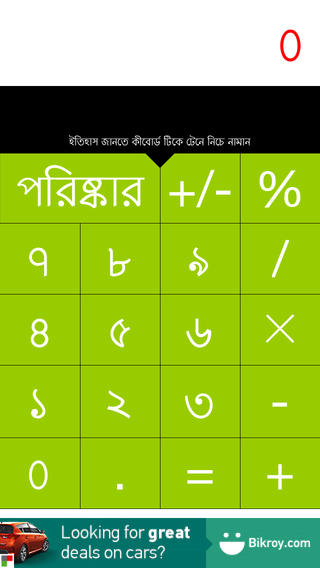 0
ইতিহাস জানতে কীবোর্ড টিকে টেনে নিচে নামান
পরিষ্কার +/- %
৭ ৮ ৯ /
৪ ৫ ৬ ×
১ ২ ৩ -
০ . = +
Looking for great
deals on cars?
Bikroy.com